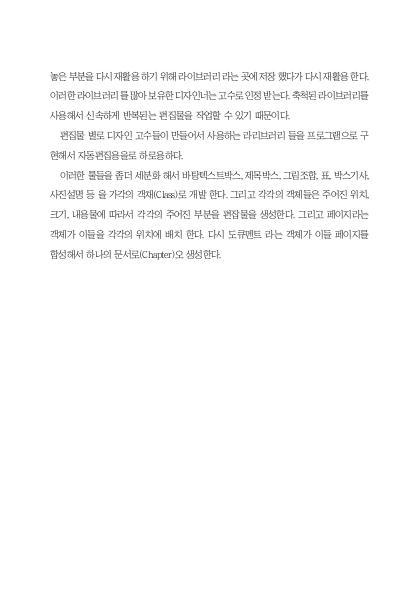 놓은 부분을 다시 재활용 하기 위해 라이브러리 라는 곳에 저장 했다가 다시 재활용 한다.
이러한 라이브러리 를 많아 보유한 디자인너는 고수로 인정 받는다. 축척된 라이브러리를
사용해서 신속하게 반복된는 편집물을 작업할 수 있기 때문이다.
편집물 별로 디자인 고수들이 만들어서 사용하는 라리브러리 들을 프로그램으로 구
현해서 자동편집용을로 하로용하다.
이러한 물들을 좀더 세분화 해서 바탕텍스트박스, 제목박스, 그림조합, 표, 박스기사,
사진설명 등 을 가각의 객재(Class)로 개발 한다. 그리고 각각의 객체들은 주어진 위치,
크기, 내용물에 따라서 각각의 주어진 부분을 편잡물을 생성한다. 그리고 페이지라는
객체가 이들을 각각의 위치에 배치 한다. 다시 도큐멘트 라는 객체가 이들 페이지를
합성해서 하나의 문서로(Chapter)오 생성한다.